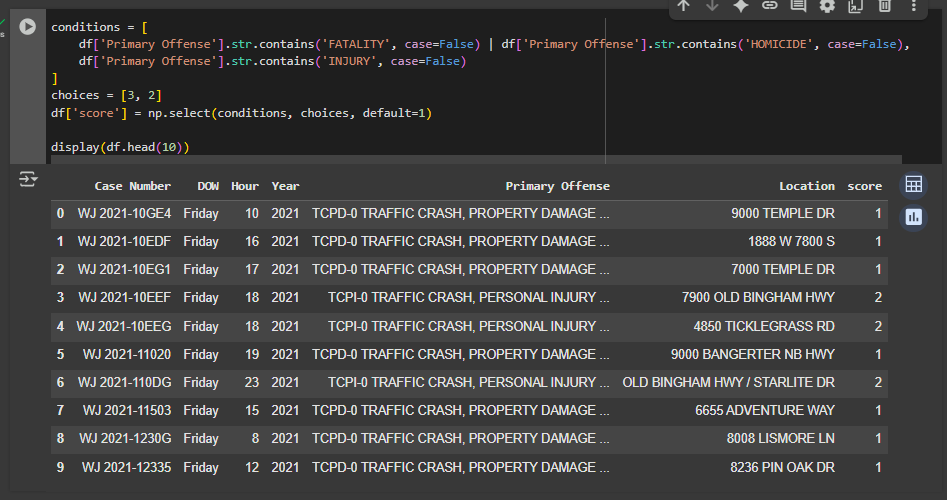 conditions = [
    df['Primary Offense'].str.contains('FATALITY', case=False) | df['Primary Offense'].str.contains('HOMICIDE', case=False),
    df['Primary Offense'].str.contains('INJURY', case=False)
]
choices = [3, 2]
df['score'] = np.select(conditions, choices, default=1)
display(df.head(10))
Case Number DOW Hour Year Primary Offense Location score
0 WJ 2021-10GE4 Friday 10 2021 TCPD-0 TRAFFIC CRASH, PROPERTY DAMAGE ... 9000 TEMPLE DR 1
1 WJ 2021-10EDF Friday 16 2021 TCPD-0 TRAFFIC CRASH, PROPERTY DAMAGE ... 1888 W 7800 S 1
2 WJ 2021-10EG1 Friday 17 2021 TCPD-0 TRAFFIC CRASH, PROPERTY DAMAGE ... 7000 TEMPLE DR 1
3 WJ 2021-10EEF Friday 18 2021 TCPI-0 TRAFFIC CRASH, PERSONAL INJURY ... 7900 OLD BINGHAM HWY 2
4 WJ 2021-10EEG Friday 18 2021 TCPI-0 TRAFFIC CRASH, PERSONAL INJURY ... 4850 TICKLEGRASS RD 2
5 WJ 2021-11020 Friday 19 2021 TCPD-0 TRAFFIC CRASH, PROPERTY DAMAGE ... 9000 BANGERTER NB HWY 1
6 WJ 2021-110DG Friday 23 2021 TCPI-0 TRAFFIC CRASH, PERSONAL INJURY ... OLD BINGHAM HWY / STARLITE DR 2
7 WJ 2021-11503 Friday 15 2021 TCPD-0 TRAFFIC CRASH, PROPERTY DAMAGE ... 6655 ADVENTURE WAY 1
8 WJ 2021-1230G Friday 8 2021 TCPD-0 TRAFFIC CRASH, PROPERTY DAMAGE ... 8008 LISMORE LN 1
9 WJ 2021-12335 Friday 12 2021 TCPD-0 TRAFFIC CRASH, PROPERTY DAMAGE ... 8236 PIN OAK DR 1